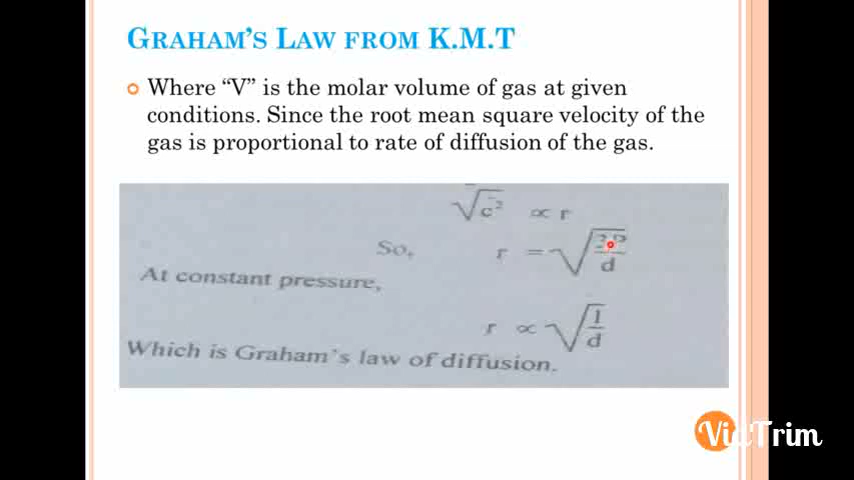 GRAHAM'S LAW FROM K.M.T
Where "V" is the molar volume of gas at given
conditions. Since the root mean square velocity of the
gas is proportional to rate of diffusion of the gas.
√c̄² ∝ r
So, r = √ /d
At constant pressure,
r ∝ √1/d
Which is Graham's law of diffusion.
VidTrim